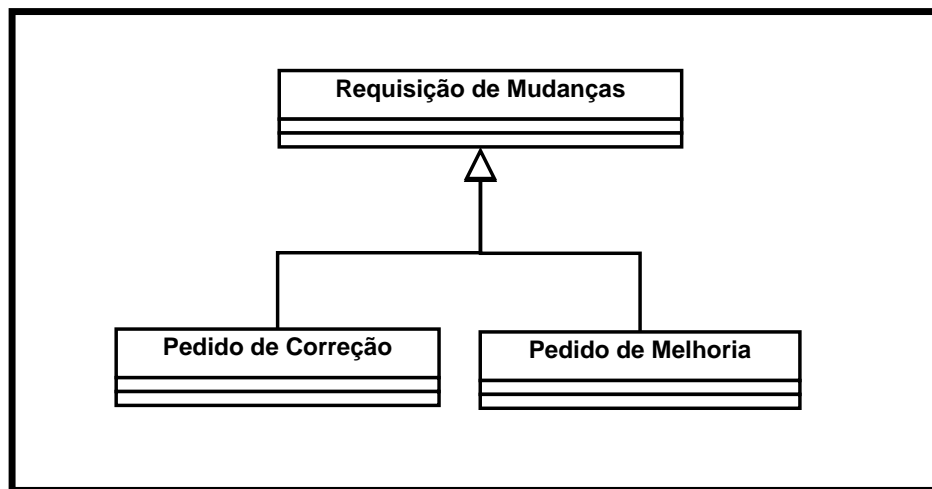 Requisição de Mudanças
Pedido de Correção
Pedido de Melhoria